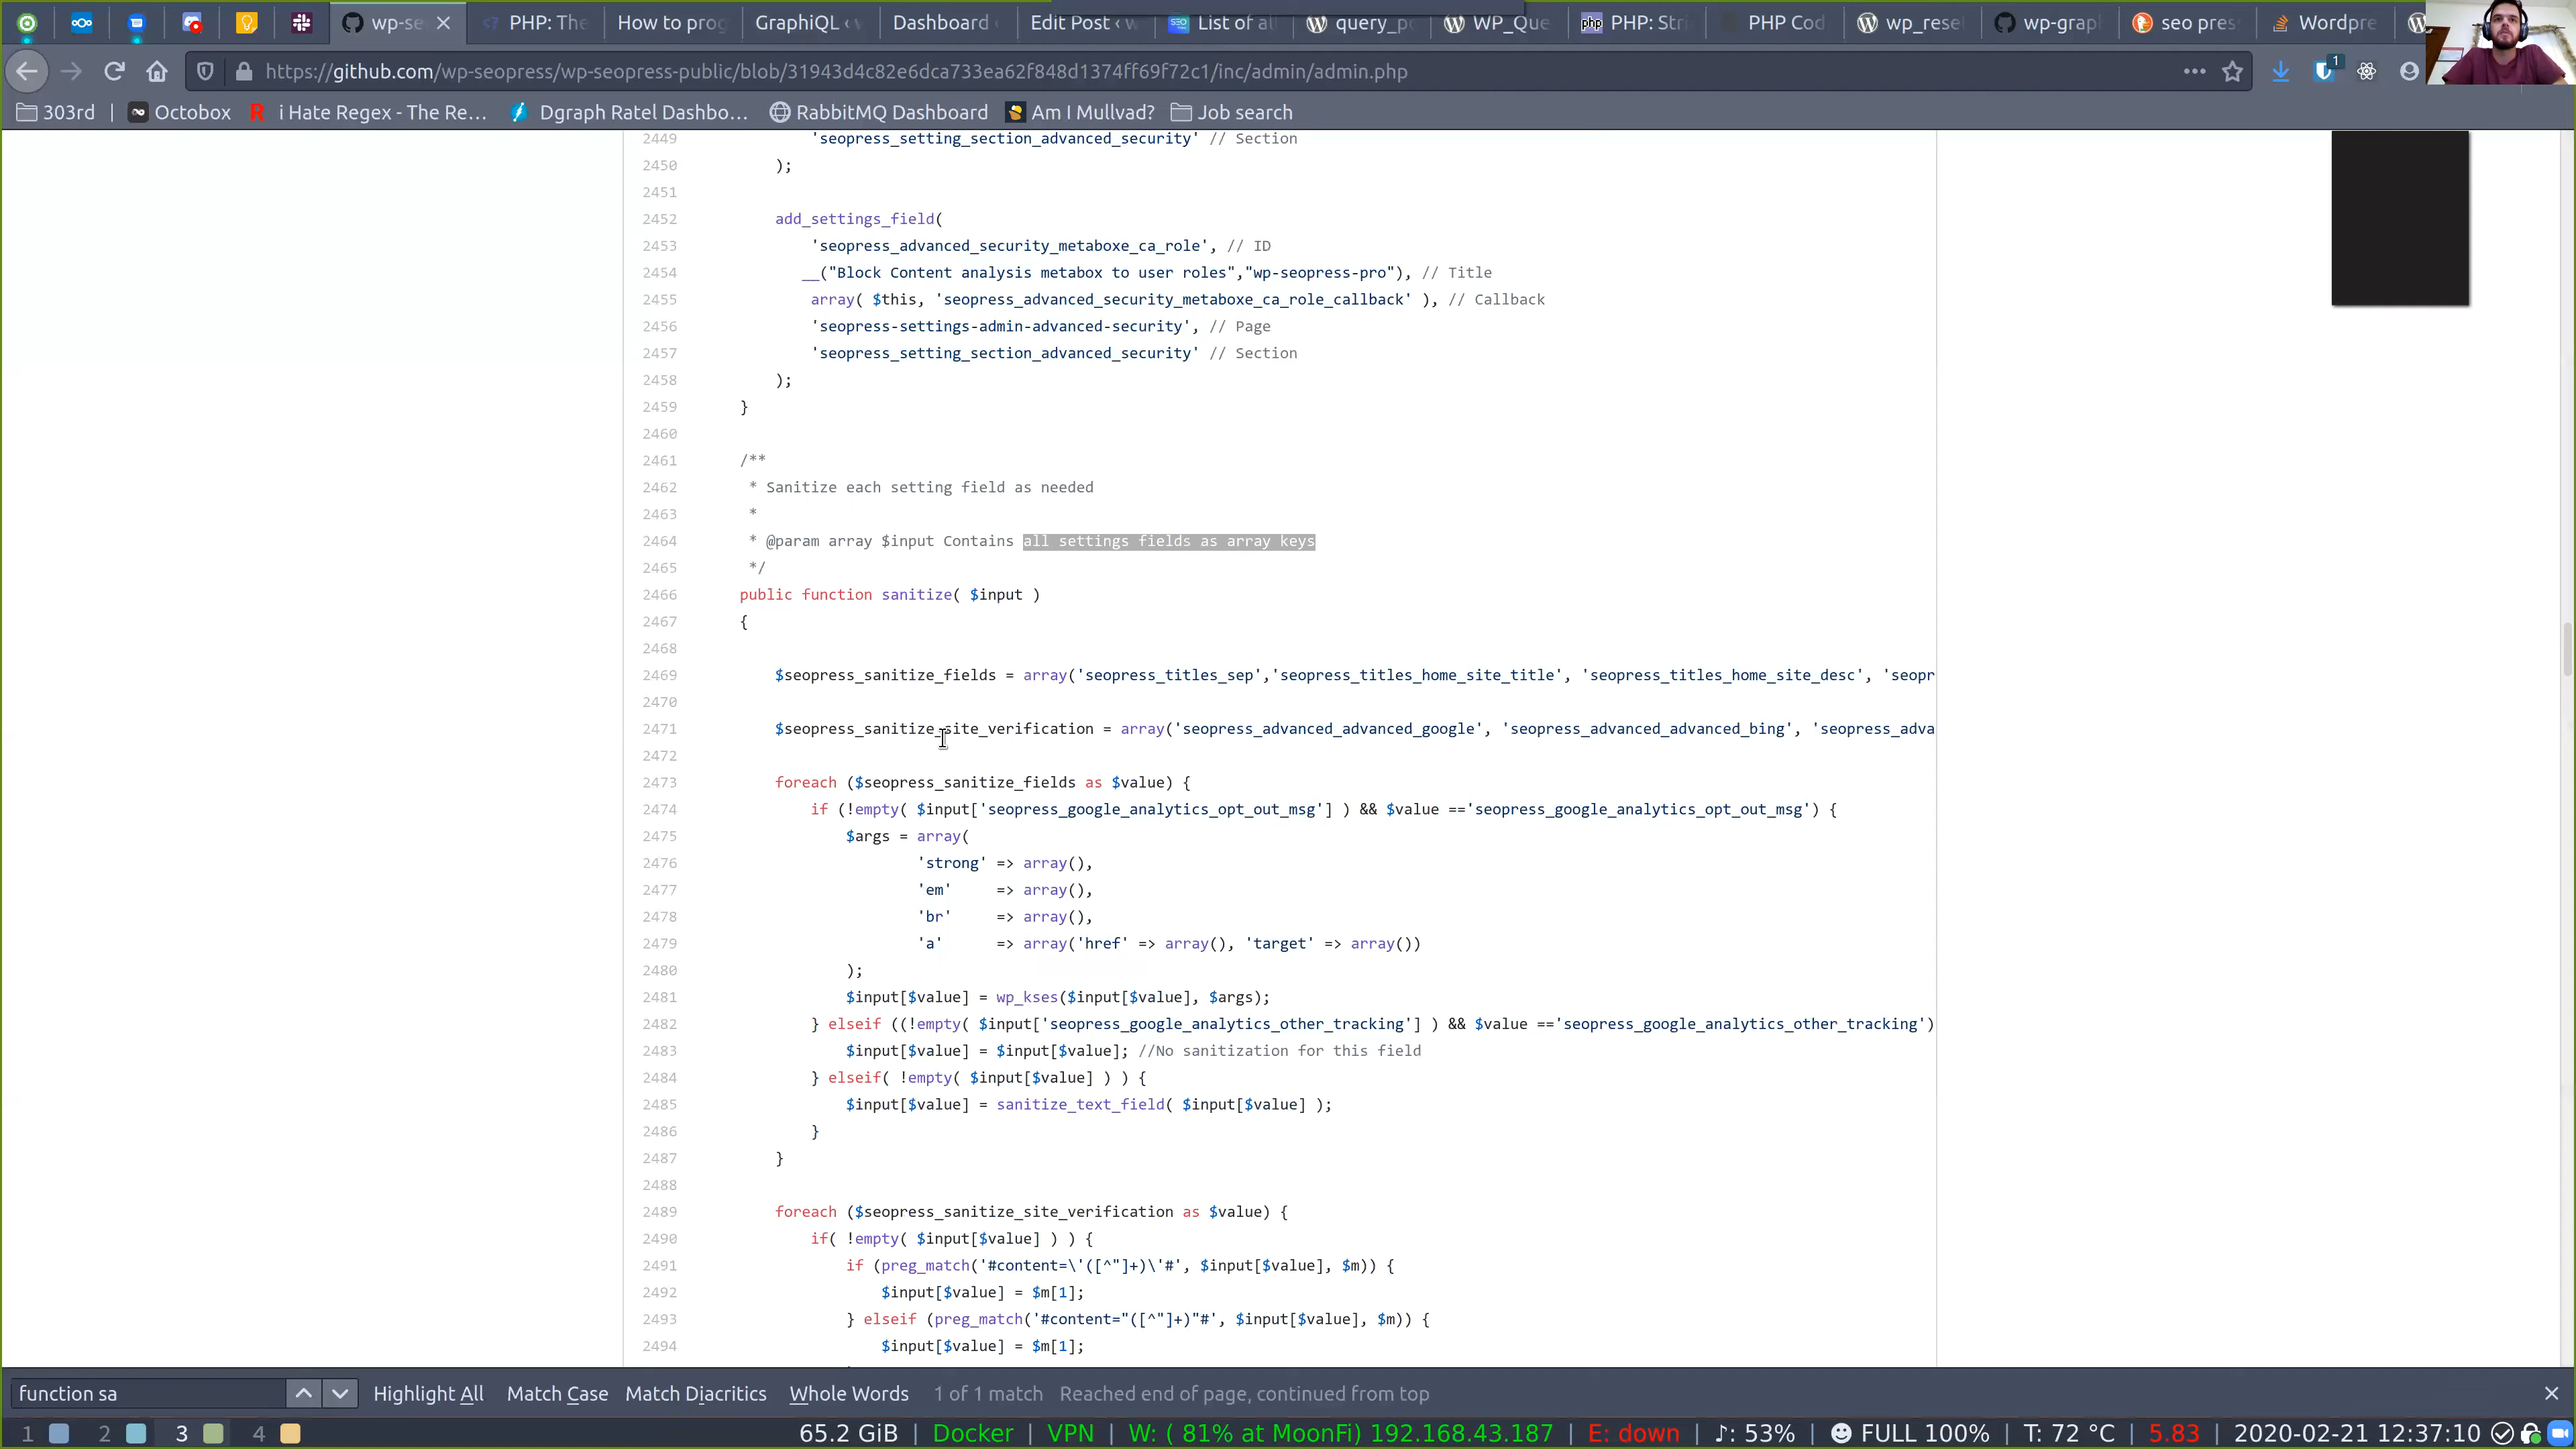 wp-se
PHP: The
How to prog
GraphiQL ‹ w
Dashboard ‹
Edit Post ‹ w
List of al
query_p
WP_Que
PHP: Stri
PHP Cod
wp_rese
wp-grap
seo pres
Wordpre
https://github.com/wp-seopress/wp-seopress-public/blob/31943d4c82e6dca733ea62f848d1374ff69f72c1/inc/admin/admin.php
1
303rd
Octobox
i Hate Regex - The Re…
Dgraph Ratel Dashbo…
RabbitMQ Dashboard
Am I Mullvad?
Job search
2449 'seopress_setting_section_advanced_security' // Section
2450 );
2451
2452 add_settings_field(
2453 'seopress_advanced_security_metaboxe_ca_role', // ID
2454 __("Block Content analysis metabox to user roles","wp-seopress-pro"), // Title
2455 array( $this, 'seopress_advanced_security_metaboxe_ca_role_callback' ), // Callback
2456 'seopress-settings-admin-advanced-security', // Page
2457 'seopress_setting_section_advanced_security' // Section
2458 );
2459 }
2460
2461 /**
2462 * Sanitize each setting field as needed
2463 *
2464 * @param array $input Contains all settings fields as array keys
2465 */
2466 public function sanitize( $input )
2467 {
2468
2469 $seopress_sanitize_fields = array('seopress_titles_sep','seopress_titles_home_site_title', 'seopress_titles_home_site_desc', 'seopr
2470
2471 $seopress_sanitize_site_verification = array('seopress_advanced_advanced_google', 'seopress_advanced_advanced_bing', 'seopress_adva
2472
2473 foreach ($seopress_sanitize_fields as $value) {
2474 if (!empty( $input['seopress_google_analytics_opt_out_msg'] ) && $value =='seopress_google_analytics_opt_out_msg') {
2475 $args = array(
2476 'strong' => array(),
2477 'em' => array(),
2478 'br' => array(),
2479 'a' => array('href' => array(), 'target' => array())
2480 );
2481 $input[$value] = wp_kses($input[$value], $args);
2482 } elseif ((!empty( $input['seopress_google_analytics_other_tracking'] ) && $value =='seopress_google_analytics_other_tracking')
2483 $input[$value] = $input[$value]; //No sanitization for this field
2484 } elseif( !empty( $input[$value] ) ) {
2485 $input[$value] = sanitize_text_field( $input[$value] );
2486 }
2487 }
2488
2489 foreach ($seopress_sanitize_site_verification as $value) {
2490 if( !empty( $input[$value] ) ) {
2491 if (preg_match('#content=\'([^"]+)\'#', $input[$value], $m)) {
2492 $input[$value] = $m[1];
2493 } elseif (preg_match('#content="([^"]+)"#', $input[$value], $m)) {
2494 $input[$value] = $m[1];
function sa
Highlight All
Match Case
Match Diacritics
Whole Words
1 of 1 match
Reached end of page, continued from top
1 2 3 4
65.2 GiB | Docker | VPN | W: ( 81% at MoonFi) 192.168.43.187 | E: down | ♪: 53% | FULL 100% | T: 72 °C | 5.83 | 2020-02-21 12:37:10